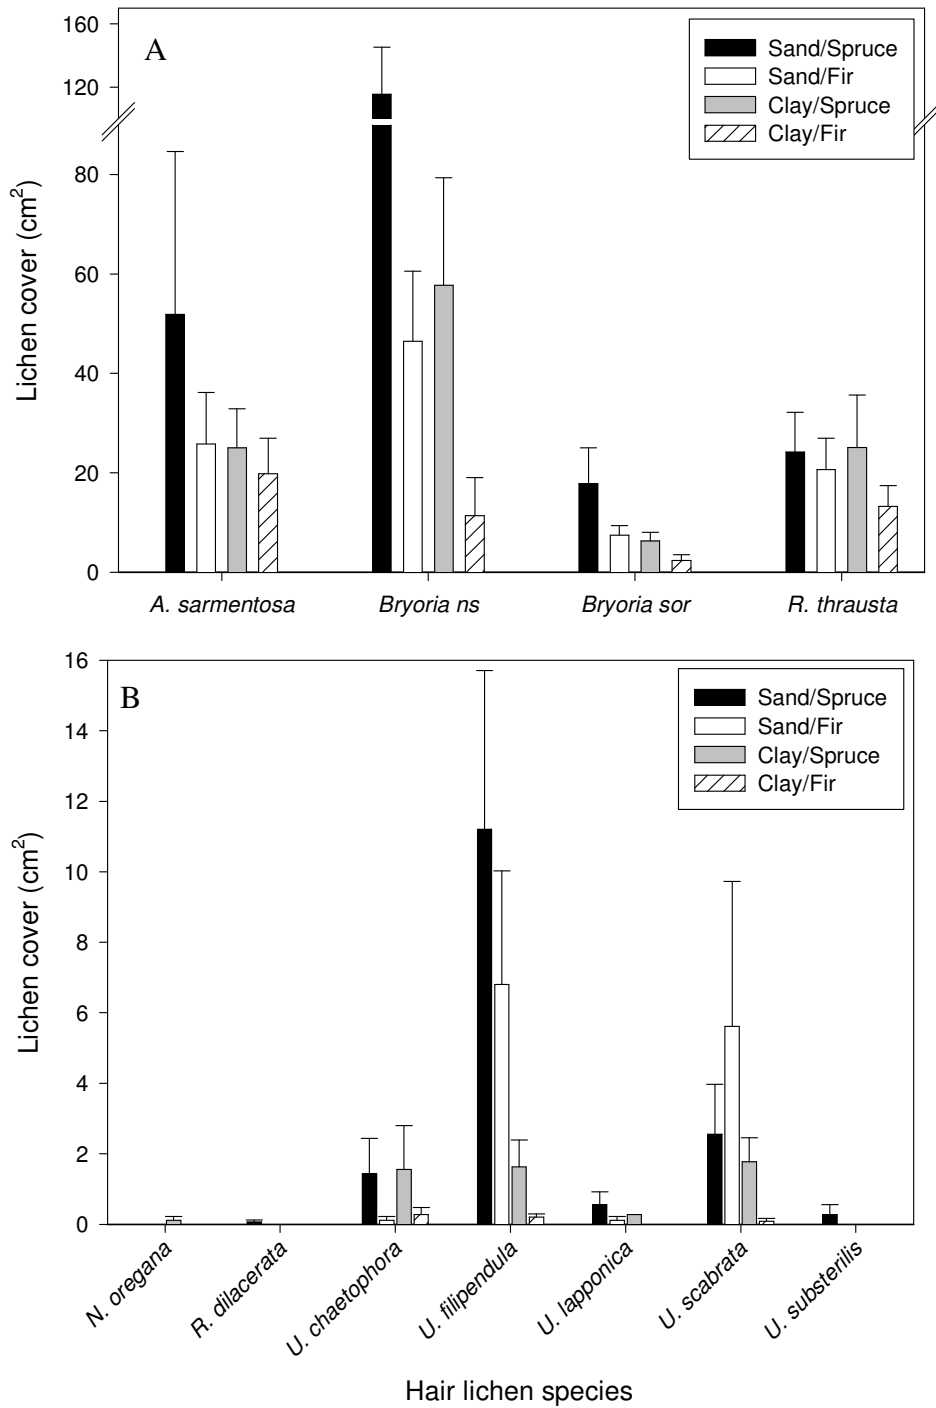 A
160
120
80
60
40
20
0
Lichen cover (cm²)
Sand/Spruce
Sand/Fir
Clay/Spruce
Clay/Fir
A. sarmentosa
Bryoria ns
Bryoria sor
R. thrausta
B
16
14
12
10
8
6
4
2
0
Lichen cover (cm²)
Sand/Spruce
Sand/Fir
Clay/Spruce
Clay/Fir
N. oregana
R. dilacerata
U. chaetophora
U. filipendula
U. lapponica
U. scabrata
U. substerilis
Hair lichen species